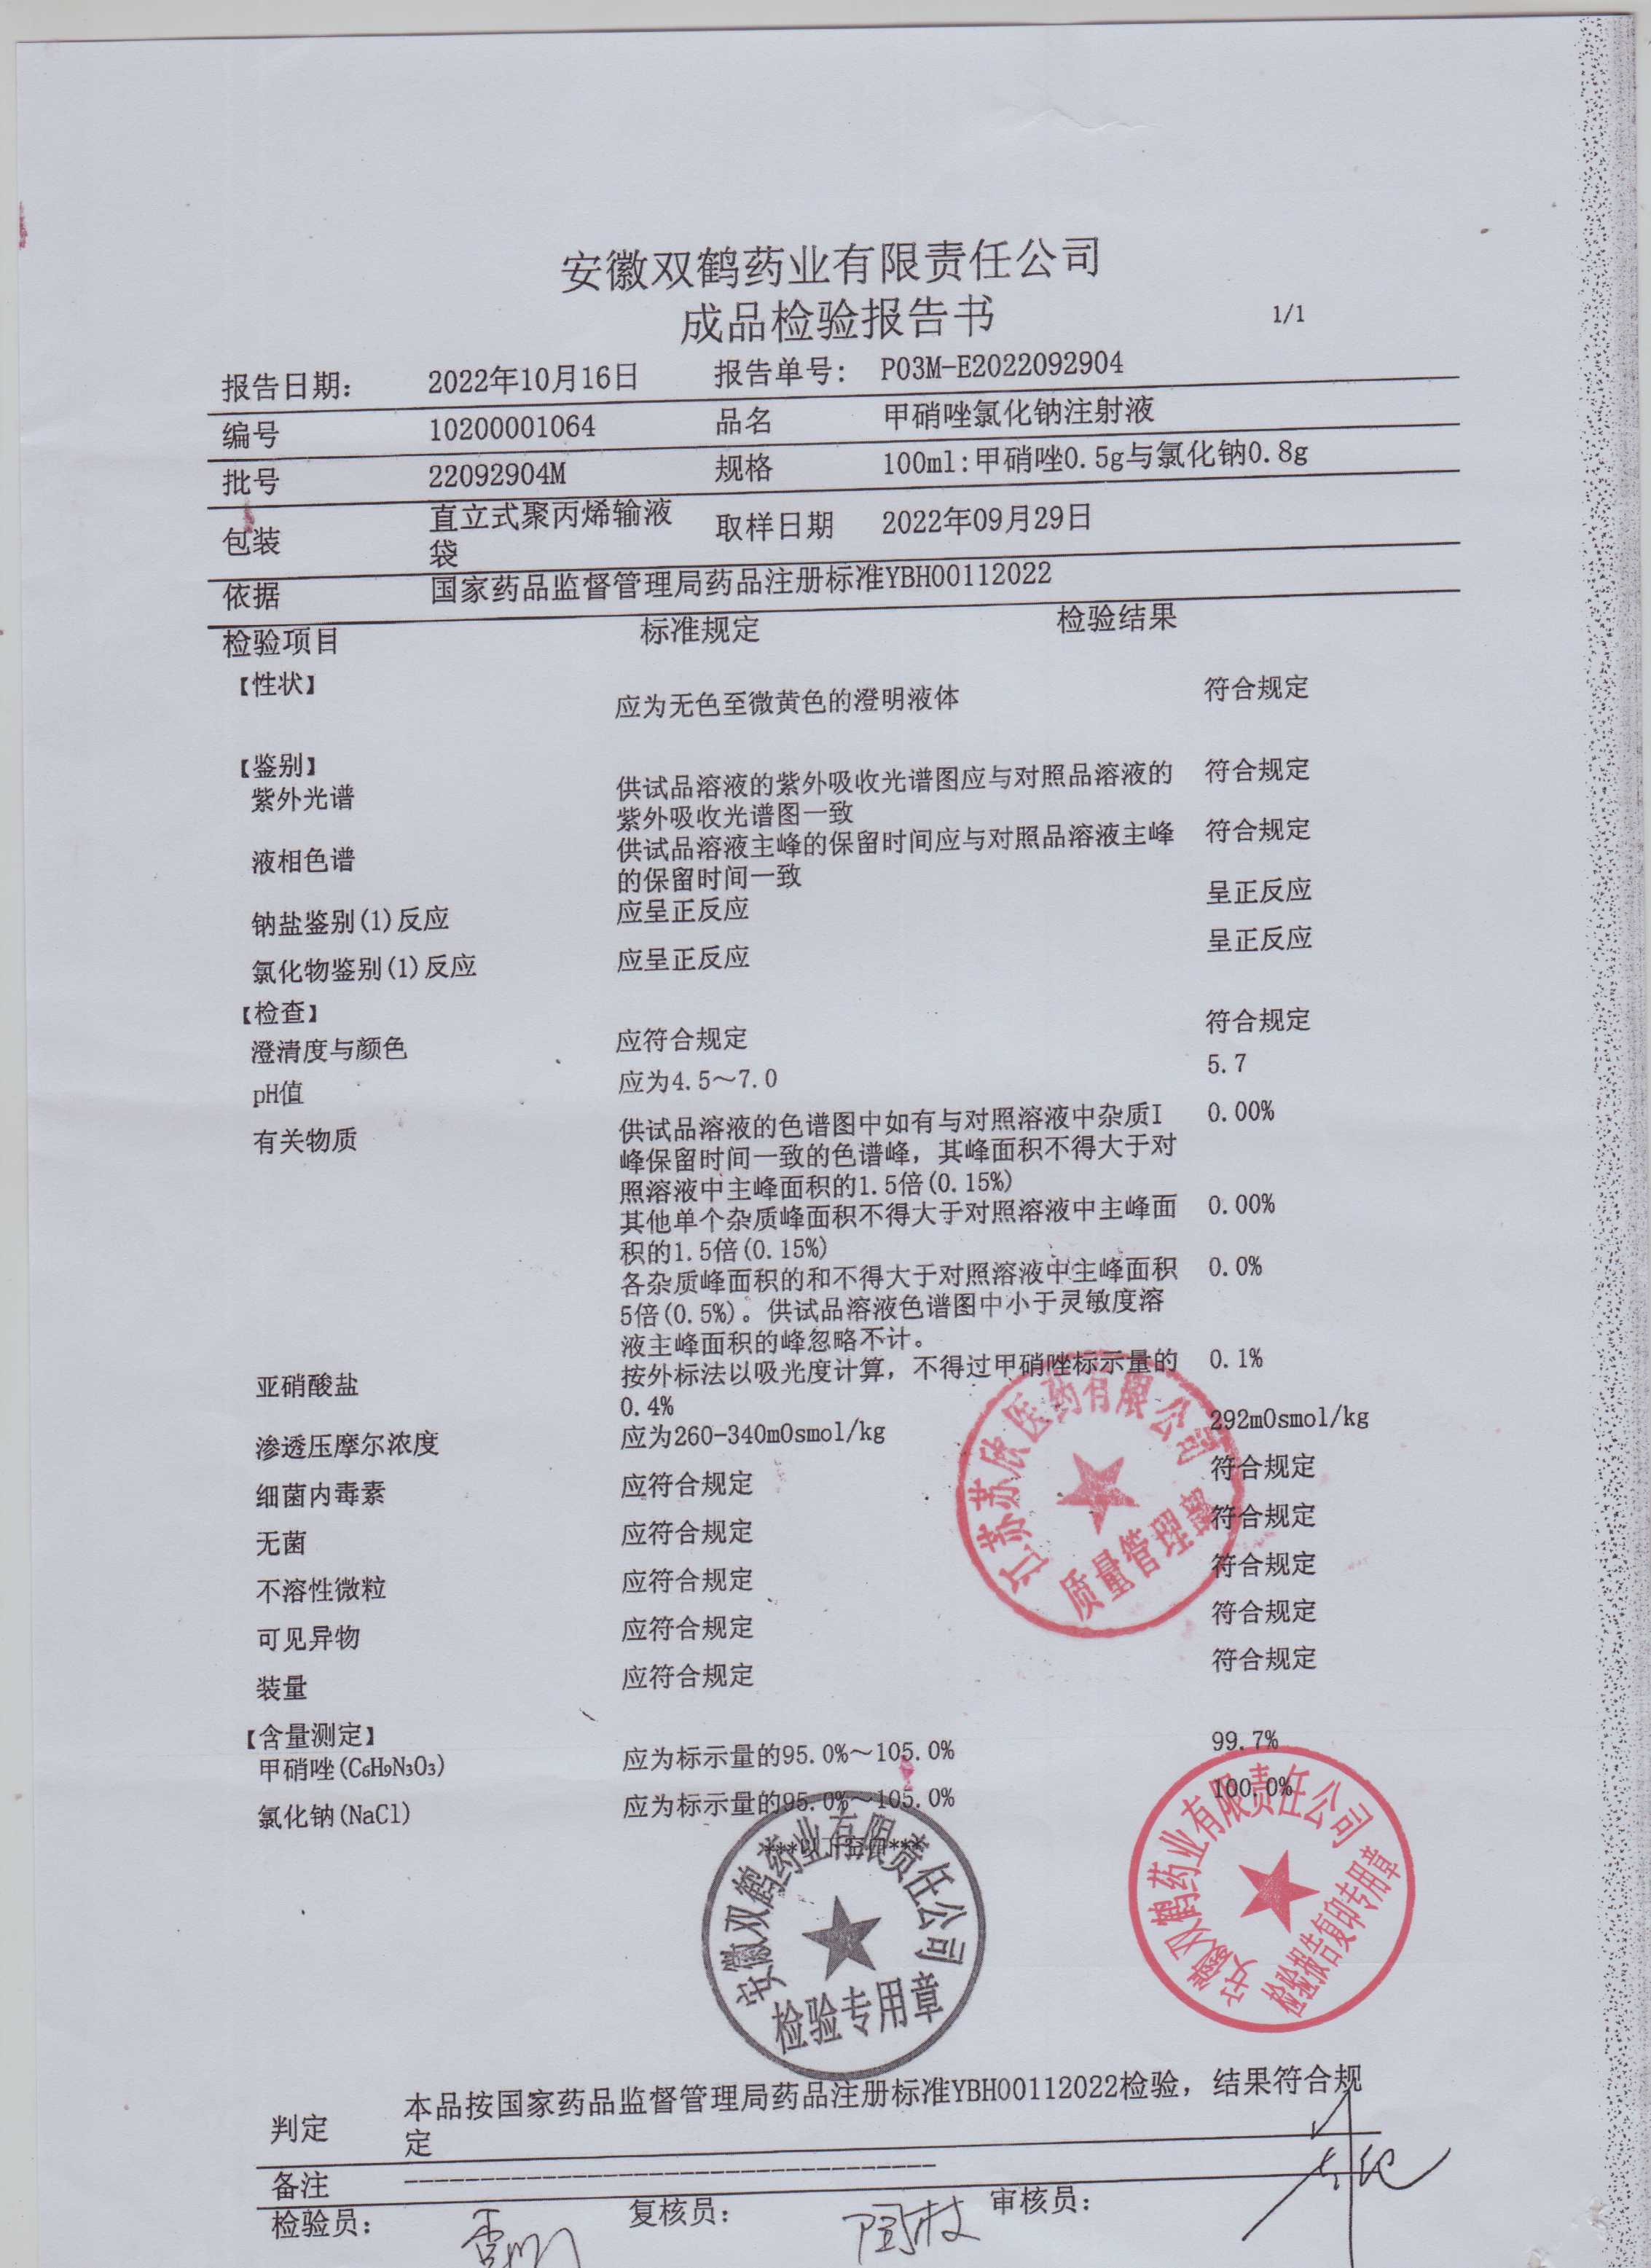 安徽双鹤药业有限责任公司
成品检验报告书
1/1
报告日期: 2022年10月16日 报告单号: P03M-E2022092904
编号 10200001064 品名 甲硝唑氯化钠注射液
批号 22092904M 规格 100ml:甲硝唑0.5g与氯化钠0.8g
包装 直立式聚丙烯输液袋 取样日期 2022年09月29日
依据 国家药品监督管理局药品注册标准YBH00112022
检验项目 标准规定 检验结果
【性状】
应为无色至微黄色的澄明液体 符合规定
【鉴别】
紫外光谱 供试品溶液的紫外吸收光谱图应与对照品溶液的 符合规定
紫外吸收光谱图一致
液相色谱 供试品溶液主峰的保留时间应与对照品溶液主峰 符合规定
的保留时间一致
钠盐鉴别(1)反应 应呈正反应 呈正反应
氯化物鉴别(1)反应 应呈正反应 呈正反应
【检查】
澄清度与颜色 应符合规定 符合规定
pH值 应为4.5～7.0 5.7
有关物质 供试品溶液的色谱图中如有与对照溶液中杂质I 0.00%
峰保留时间一致的色谱峰，其峰面积不得大于对
照溶液中主峰面积的1.5倍(0.15%)
其他单个杂质峰面积不得大于对照溶液中主峰面 0.00%
积的1.5倍(0.15%)
各杂质峰面积的和不得大于对照溶液中主峰面积 0.0%
5倍(0.5%)。供试品溶液色谱图中小于灵敏度溶
液主峰面积的峰忽略不计。
亚硝酸盐 按外标法以吸光度计算，不得过甲硝唑标示量的 0.1%
0.4%
渗透压摩尔浓度 应为260-340mOsmol/kg 292mOsmol/kg
细菌内毒素 应符合规定 符合规定
无菌 应符合规定 符合规定
不溶性微粒 应符合规定 符合规定
可见异物 应符合规定 符合规定
装量 应符合规定 符合规定
江苏苏欣医药有限公司
质量管理部
【含量测定】
甲硝唑(C₆H₉N₃O₃) 应为标示量的95.0%～105.0% 99.7%
氯化钠(NaCl) 应为标示量的95.0%～105.0% 100.0%
***以下空白***
安徽双鹤药业有限责任公司
检验专用章
安徽双鹤药业有限责任公司
检验报告复印专用章
判定 本品按国家药品监督管理局药品注册标准YBH00112022检验，结果符合规
定
备注 -----------------------------------
检验员: 复核员: 审核员: